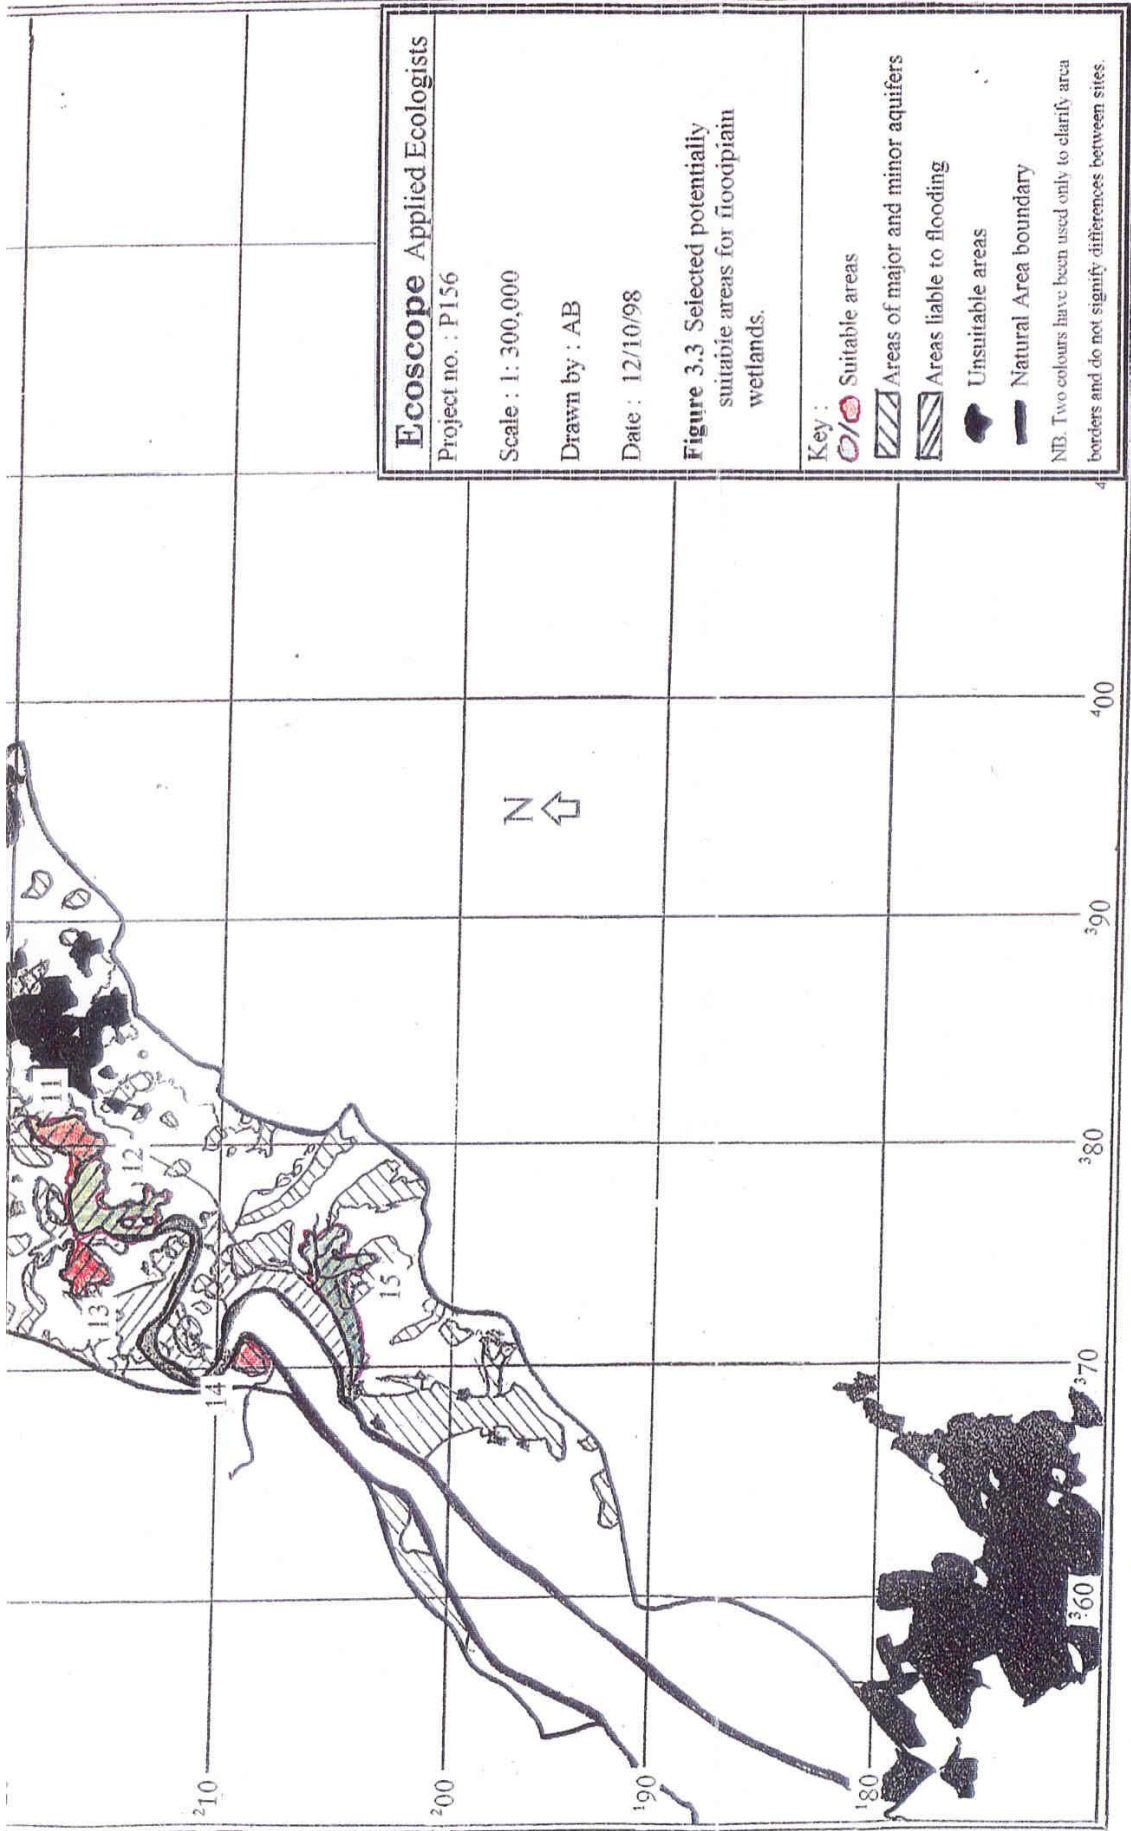 11
12
13
14
15
N
²10
²00
¹90
¹80
³60
³70
³80
³90
⁴00
4
Ecoscope Applied Ecologists
Project no. : P156
Scale : 1: 300,000
Drawn by : AB
Date : 12/10/98
Figure 3.3 Selected potentially
suitable areas for floodplain
wetlands.
Key :
Suitable areas
Areas of major and minor aquifers
Areas liable to flooding
Unsuitable areas
Natural Area boundary
NB. Two colours have been used only to clarify area
borders and do not signify differences between sites.